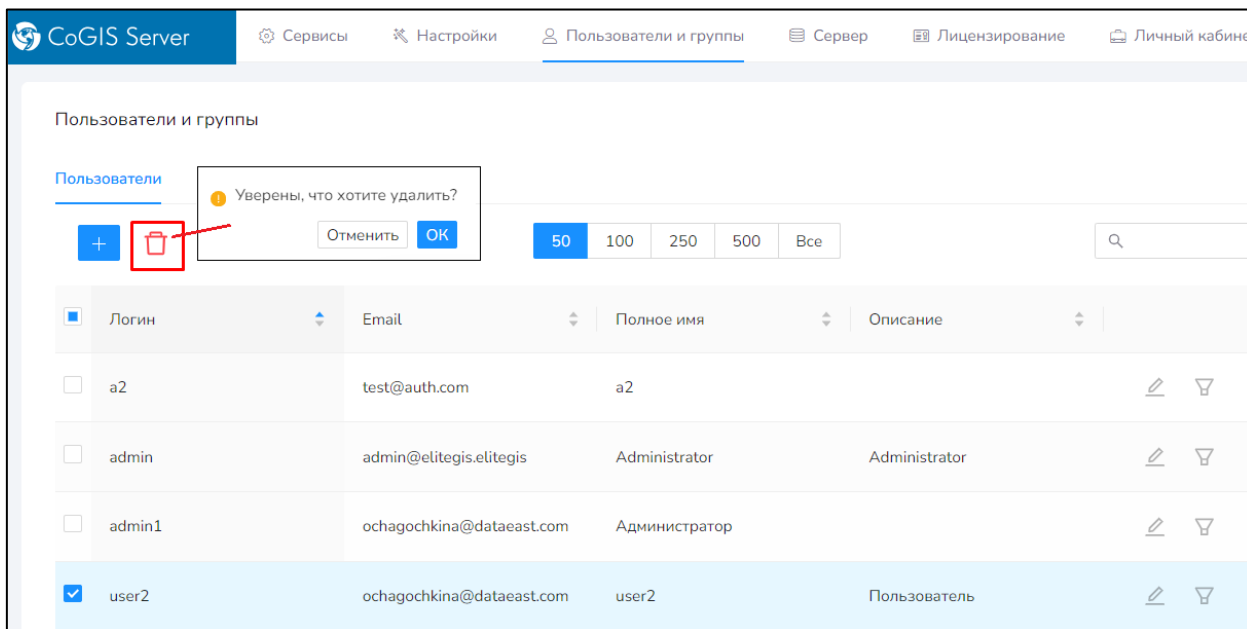 CoGIS Server Сервисы Настройки Пользователи и группы Сервер Лицензирование Личный кабине
Пользователи и группы
Пользователи
Уверены, что хотите удалить?
Отменить ОК
50 100 250 500 Все
Логин Email Полное имя Описание
a2 test@auth.com a2
admin admin@elitegis.elitegis Administrator Administrator
admin1 ochagochkina@dataeast.com Администратор
user2 ochagochkina@dataeast.com user2 Пользователь